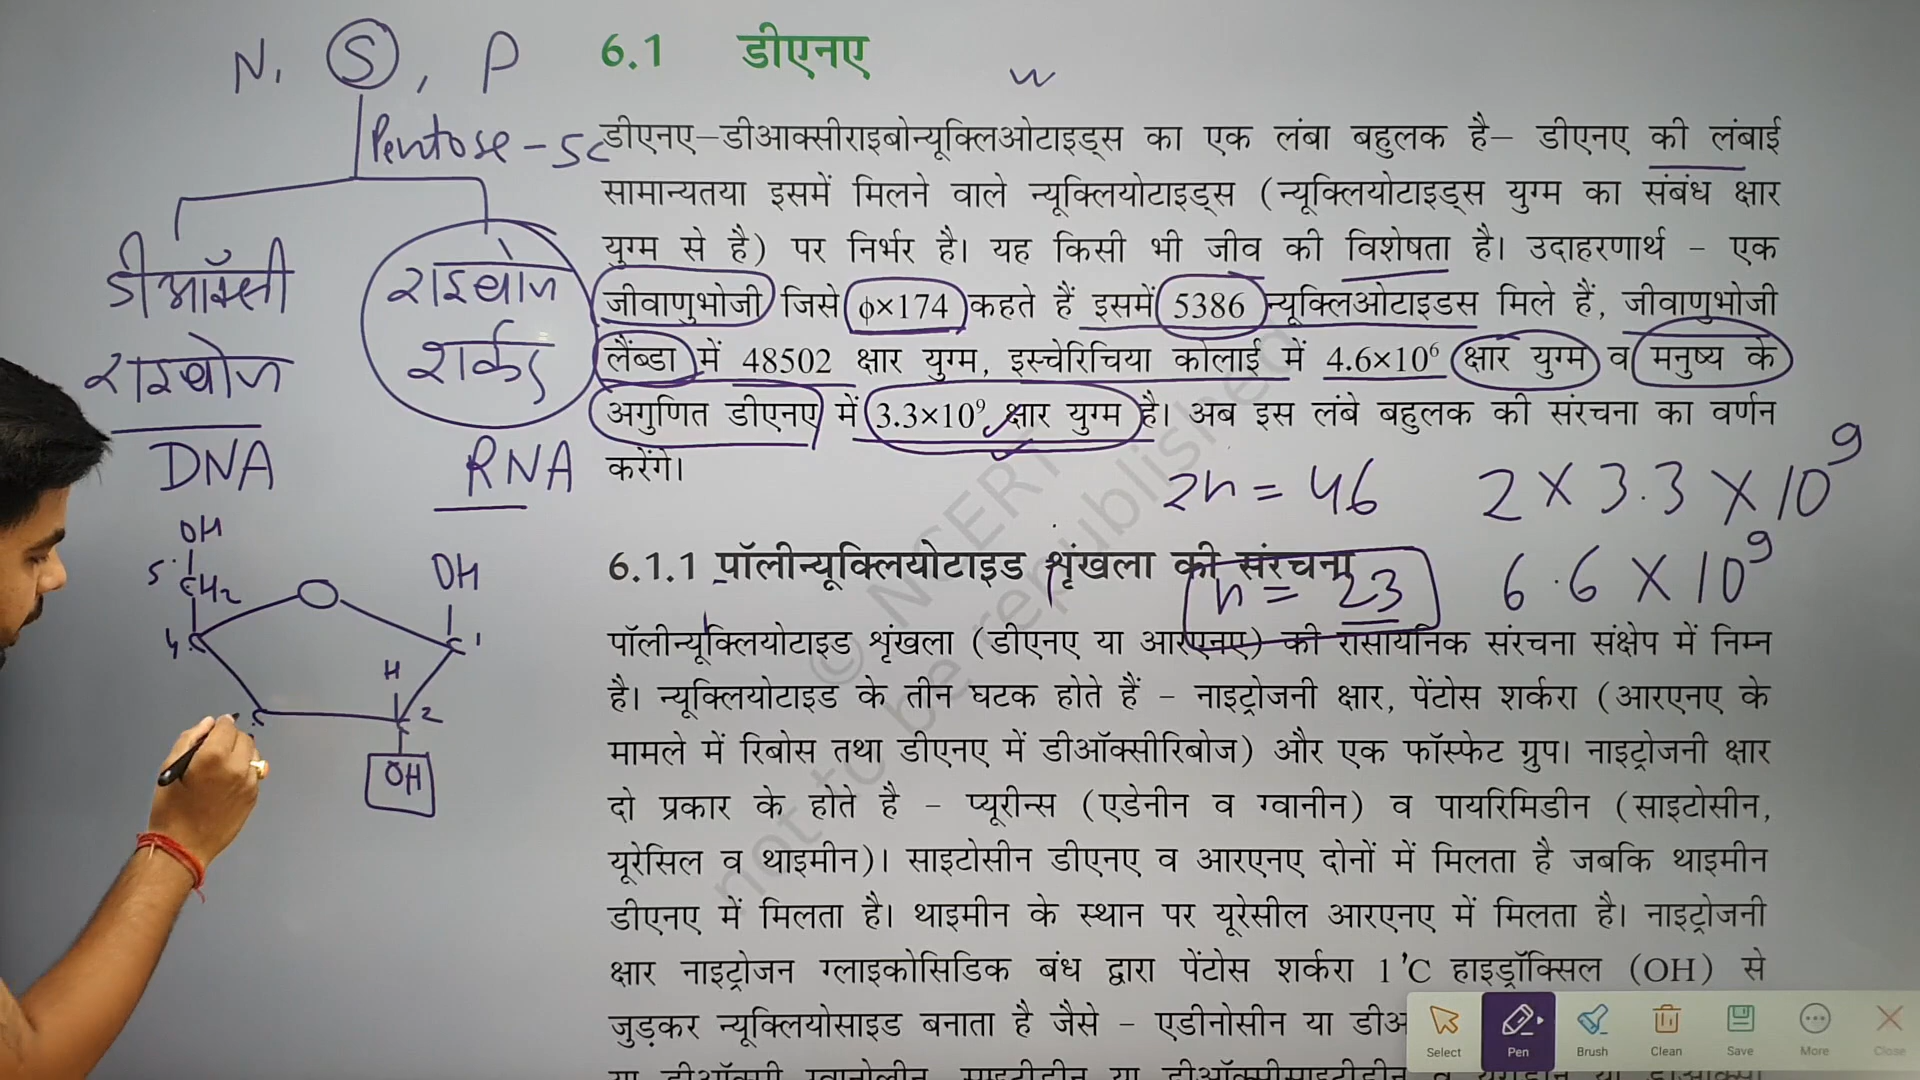 N, S, P
6.1 डीएनए
Pentose - 5C
डीएनए–डीआक्सीराइबोन्यूक्लिओटाइड्स का एक लंबा बहुलक है– डीएनए की लंबाई
सामान्यतया इसमें मिलने वाले न्यूक्लियोटाइड्स (न्यूक्लियोटाइड्स युग्म का संबंध क्षार
युग्म से है) पर निर्भर है। यह किसी भी जीव की विशेषता है। उदाहरणार्थ - एक
जीवाणुभोजी जिसे ϕ×174 कहते हैं इसमें 5386 न्यूक्लिओटाइडस मिले हैं, जीवाणुभोजी
लैंब्डा में 48502 क्षार युग्म, इस्चेरिचिया कोलाई में 4.6×10⁶ क्षार युग्म व मनुष्य के
अगुणित डीएनए में 3.3×10⁹ क्षार युग्म है। अब इस लंबे बहुलक की संरचना का वर्णन
करेंगे।
डीऑक्सी
राइबोज
DNA
राइबोज
शर्करा
RNA
2n = 46
2 × 3.3 × 10⁹
n = 23
6.6 × 10⁹
OH
5' CH2
OH
4 C
C 1
H
C
C 2
OH
6.1.1 पॉलीन्यूक्लियोटाइड शृंखला की संरचना
पॉलीन्यूक्लियोटाइड शृंखला (डीएनए या आरएनए) की रासायनिक संरचना संक्षेप में निम्न
है। न्यूक्लियोटाइड के तीन घटक होते हैं - नाइट्रोजनी क्षार, पेंटोस शर्करा (आरएनए के
मामले में रिबोस तथा डीएनए में डीऑक्सीरिबोज) और एक फॉस्फेट ग्रुप। नाइट्रोजनी क्षार
दो प्रकार के होते है - प्यूरीन्स (एडेनीन व ग्वानीन) व पायरिमिडीन (साइटोसीन,
यूरेसिल व थाइमीन)। साइटोसीन डीएनए व आरएनए दोनों में मिलता है जबकि थाइमीन
डीएनए में मिलता है। थाइमीन के स्थान पर यूरेसील आरएनए में मिलता है। नाइट्रोजनी
क्षार नाइट्रोजन ग्लाइकोसिडिक बंध द्वारा पेंटोस शर्करा 1'C हाइड्रॉक्सिल (OH) से
जुड़कर न्यूक्लियोसाइड बनाता है जैसे - एडीनोसीन या डीअ
© NCERT
not to be republished
Select Pen Brush Clean Save More Close